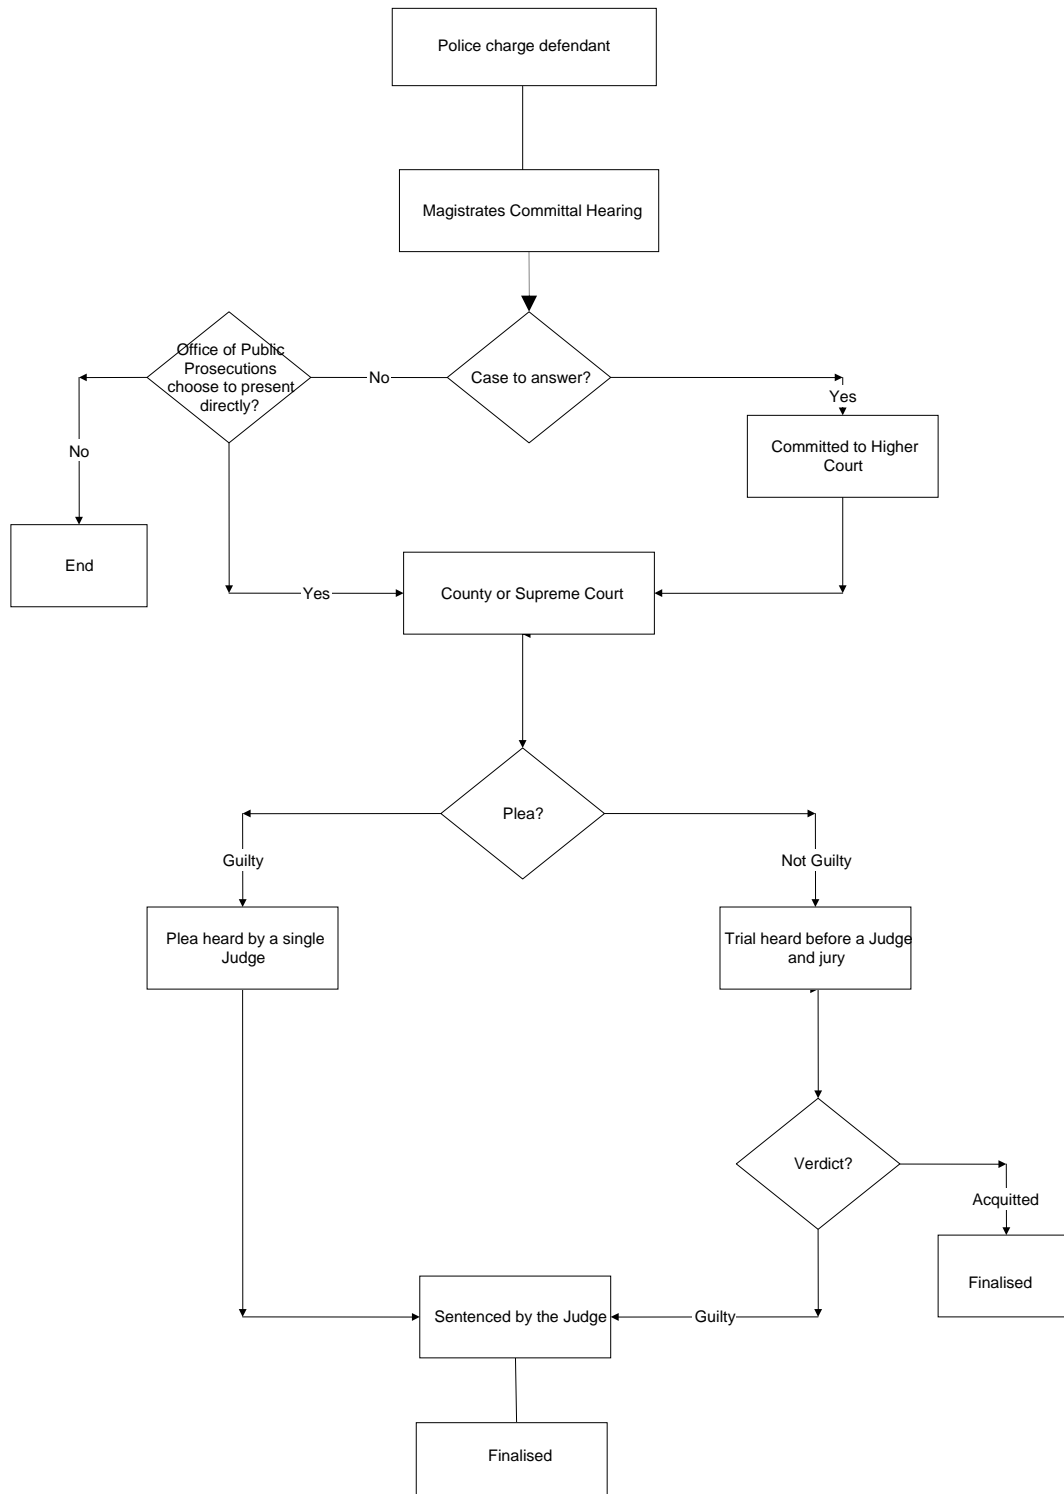 Police charge defendant
Magistrates Committal Hearing
Office of Public
Prosecutions
choose to present
directly?
No
Case to answer?
Yes
Committed to Higher
Court
No
End
Yes
County or Supreme Court
Plea?
Guilty
Not Guilty
Plea heard by a single
Judge
Trial heard before a Judge
and jury
Verdict?
Acquitted
Finalised
Sentenced by the Judge
Guilty
Finalised